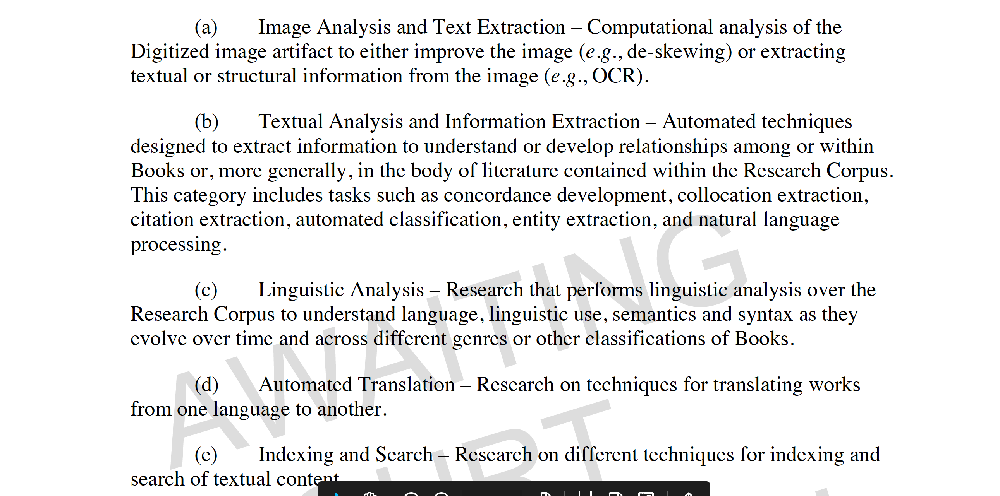 (a) Image Analysis and Text Extraction – Computational analysis of the
Digitized image artifact to either improve the image (e.g., de-skewing) or extracting
textual or structural information from the image (e.g., OCR).
(b) Textual Analysis and Information Extraction – Automated techniques
designed to extract information to understand or develop relationships among or within
Books or, more generally, in the body of literature contained within the Research Corpus.
This category includes tasks such as concordance development, collocation extraction,
citation extraction, automated classification, entity extraction, and natural language
processing.
(c) Linguistic Analysis – Research that performs linguistic analysis over the
Research Corpus to understand language, linguistic use, semantics and syntax as they
evolve over time and across different genres or other classifications of Books.
(d) Automated Translation – Research on techniques for translating works
from one language to another.
(e) Indexing and Search – Research on different techniques for indexing and
search of textual content
AWAITING